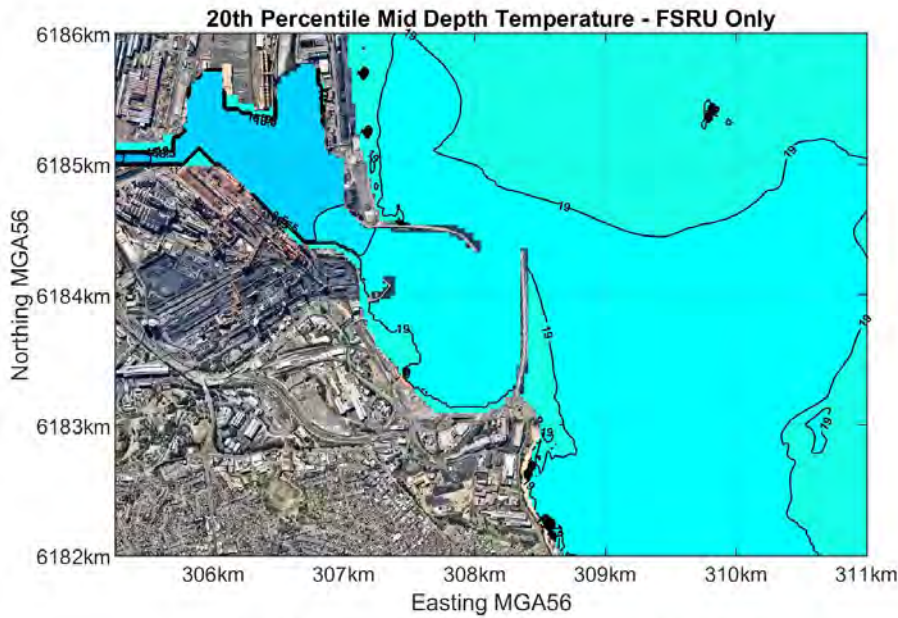 20th Percentile Mid Depth Temperature - FSRU Only
6186km
6185km
6184km
6183km
6182km
Northing MGA56
19
19
19
19
19
19
19
306km
307km
308km
309km
310km
311km
Easting MGA56